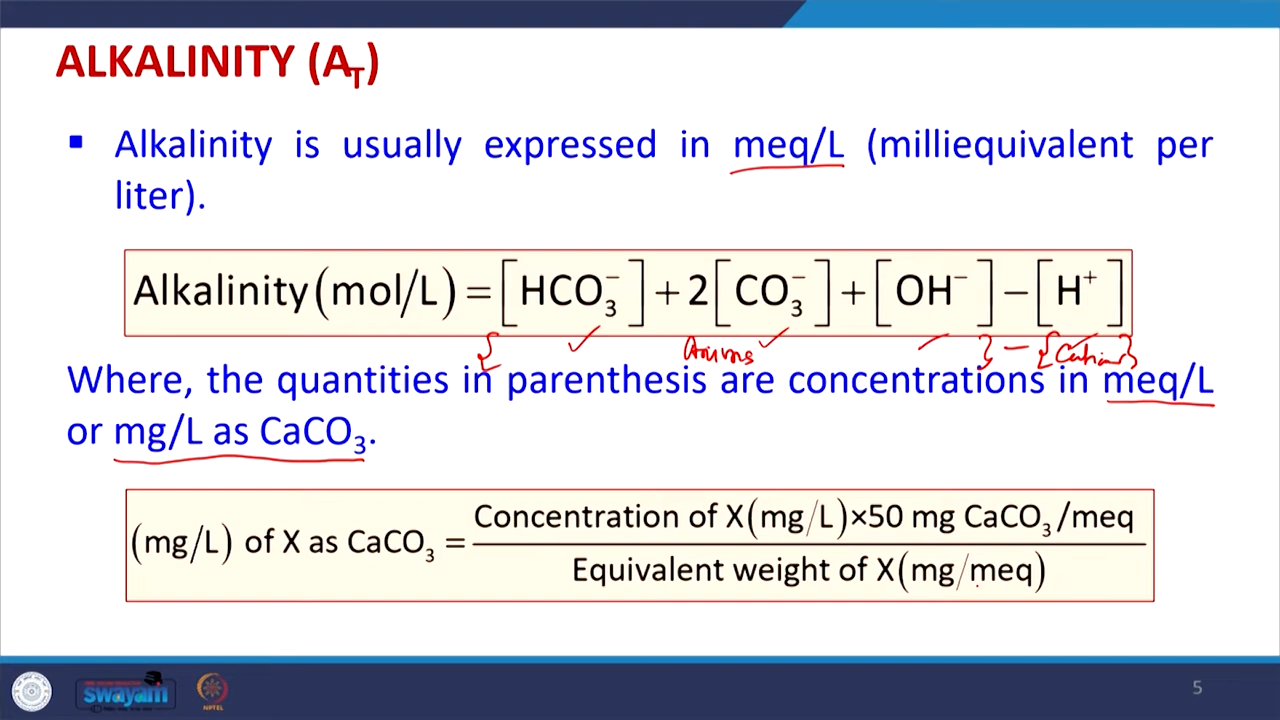 ALKALINITY (A_T)
▪ Alkalinity is usually expressed in meq/L (milliequivalent per
liter).
Alkalinity (mol/L) = [HCO₃⁻] + 2[CO₃⁻] + [OH⁻] − [H⁺]
{ Anions } − { Cations }
Where, the quantities in parenthesis are concentrations in meq/L
or mg/L as CaCO₃.
Concentration of X(mg/L)×50 mg CaCO₃/meq
(mg/L) of X as CaCO₃ =
Equivalent weight of X(mg/meq)
swayam
NPTEL
5